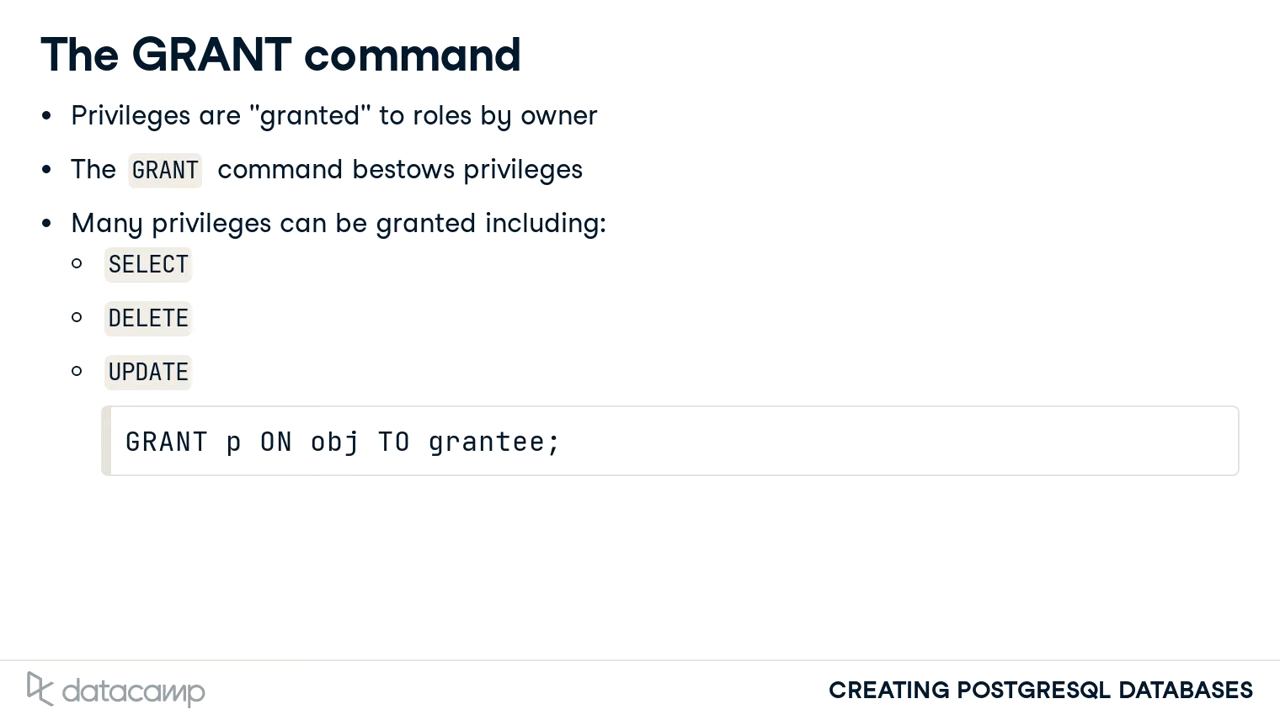 The GRANT command
• Privileges are "granted" to roles by owner
• The GRANT command bestows privileges
• Many privileges can be granted including:
○ SELECT
○ DELETE
○ UPDATE
GRANT p ON obj TO grantee;
datacamp
CREATING POSTGRESQL DATABASES